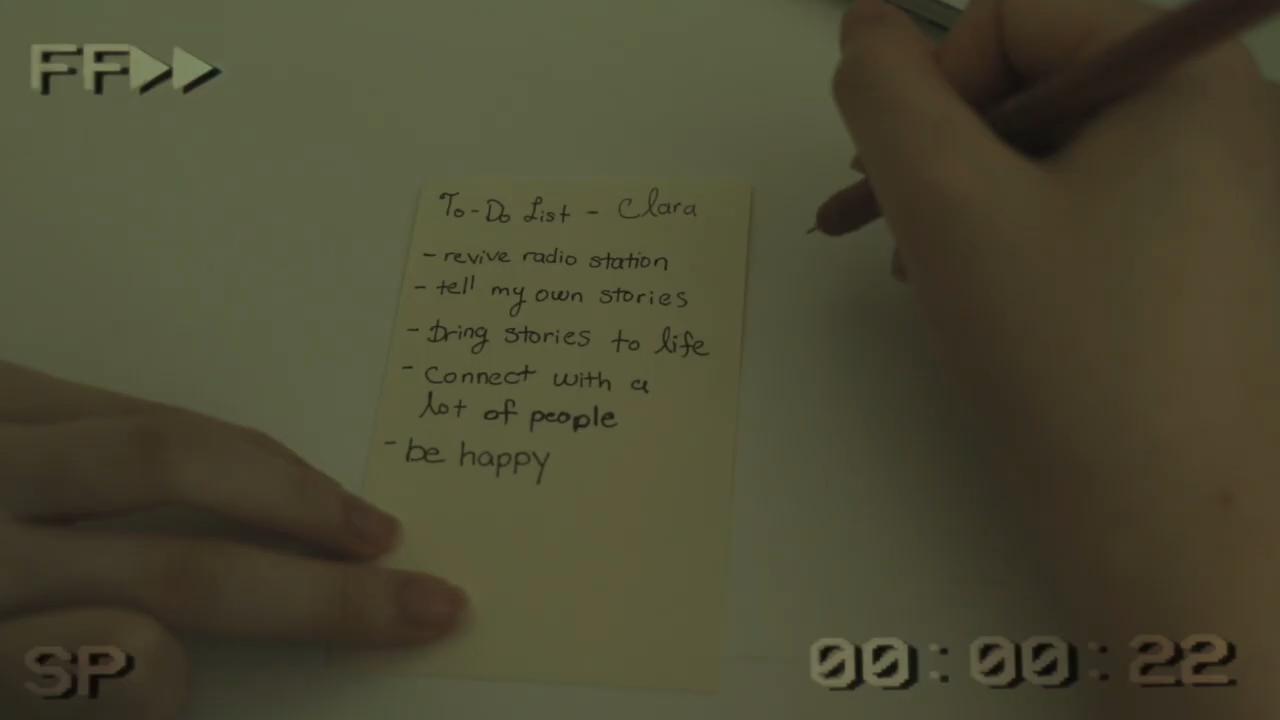 FF
To-Do List - Clara
- revive radio station
- tell my own stories
- bring stories to life
- connect with a
lot of people
- be happy
SP
00:00:22